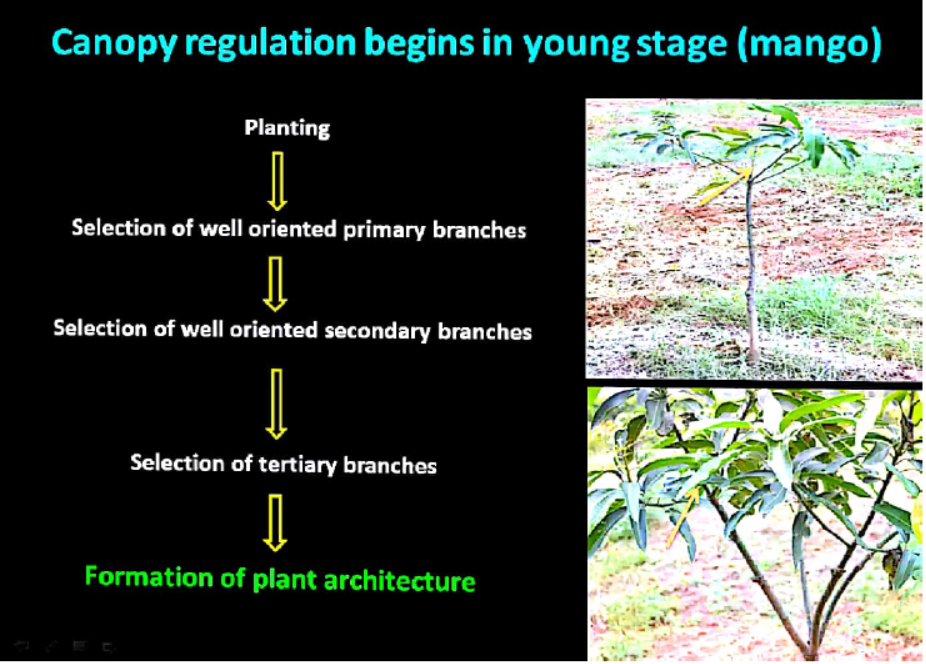 Canopy regulation begins in young stage (mango)
Planting
Selection of well oriented primary branches
Selection of well oriented secondary branches
Selection of tertiary branches
Formation of plant architecture